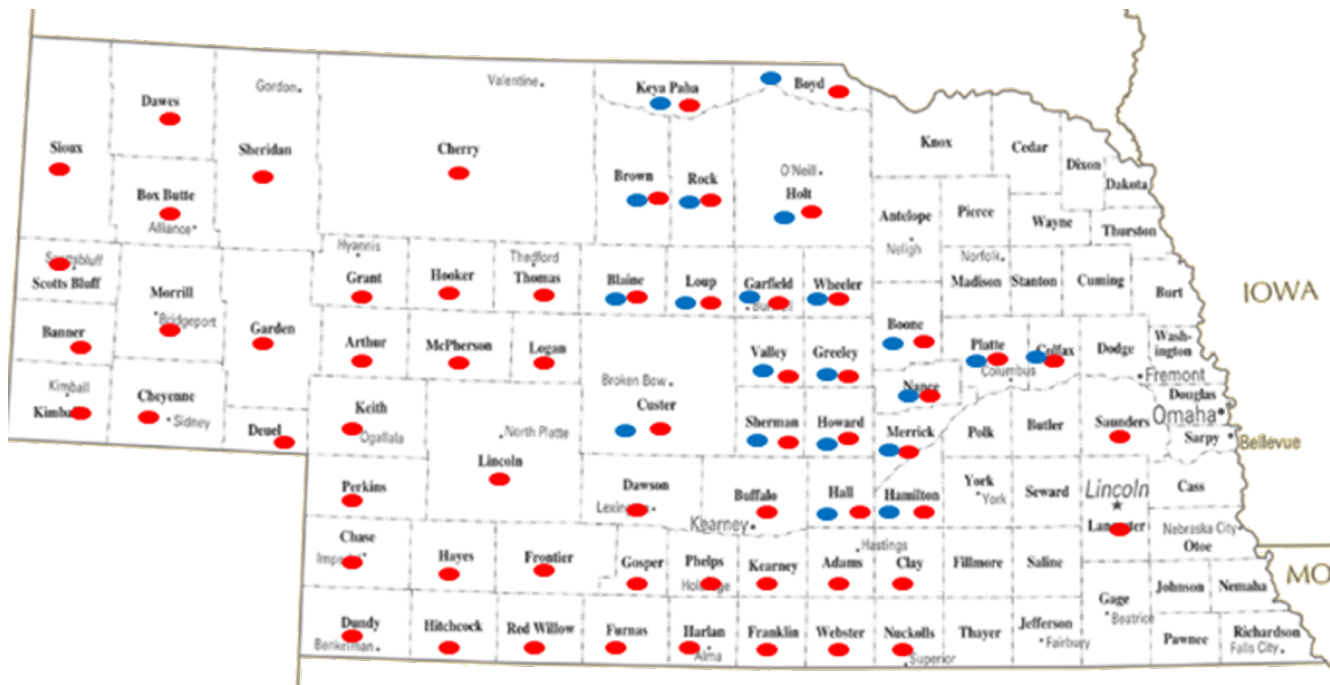 Gordon
Valentine
Keya Paha
Boyd
Dawes
Sioux
Sheridan
Cherry
Knox
Cedar
Dixon
Dakota
Box Butte
Alliance
Brown
Rock
O'Neill
Holt
Antelope
Pierce
Wayne
Thurston
Neligh
Norfolk
Hyannis
Thedford
Scotts Bluff
Morrill
Bridgeport
Grant
Hooker
Thomas
Blaine
Loup
Garfield
Wheeler
Madison
Stanton
Cuming
Burt
IOWA
Banner
Garden
Arthur
McPherson
Logan
Valley
Greeley
Boone
Platte
Columbus
Colfax
Dodge
Wash-
ington
Fremont
Kimball
Cheyenne
Sidney
Deuel
Keith
Ogallala
Broken Bow
Custer
North Platte
Lincoln
Sherman
Howard
Nance
Merrick
Polk
Butler
Saunders
Douglas
Omaha
Sarpy
Bellevue
Perkins
Dawson
Buffalo
Kearney
Hall
Hamilton
York
York
Seward
Lincoln
Cass
Nebraska City
Otoe
Chase
Hayes
Frontier
Gosper
Phelps
Kearney
Adams
Hastings
Clay
Fillmore
Saline
Gage
Beatrice
Johnson
Nemaha
MO
Dundy
Benkelman
Hitchcock
Red Willow
Furnas
Harlan
Alma
Franklin
Webster
Nuckolls
Superior
Thayer
Jefferson
Fairbury
Pawnee
Richardson
Falls City